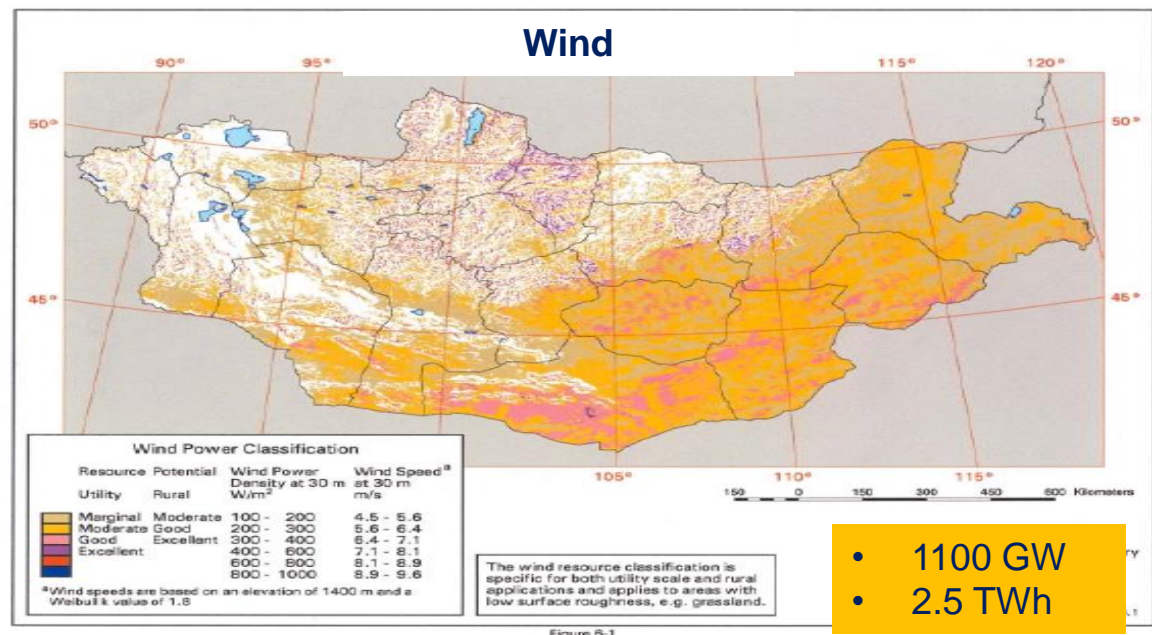 Wind
90°
95°
115°
120°
50°
50°
45°
45°
105°
110°
115°
Wind Power Classification
Resource Potential Wind Power Wind Speedª
Density at 30 m at 30 m
Utility Rural W/m² m/s
Marginal Moderate 100 - 200 4.5 - 5.6
Moderate Good 200 - 300 5.6 - 6.4
Good Excellent 300 - 400 6.4 - 7.1
Excellent 400 - 600 7.1 - 8.1
600 - 800 8.1 - 8.9
800 - 1000 8.9 - 9.6
ªWind speeds are based on an elevation of 1400 m and a
Weibull k value of 1.8
150 0 150 300 450 600 Kilometers
The wind resource classification is
specific for both utility scale and rural
applications and applies to areas with
low surface roughness, e.g. grassland.
• 1100 GW
• 2.5 TWh